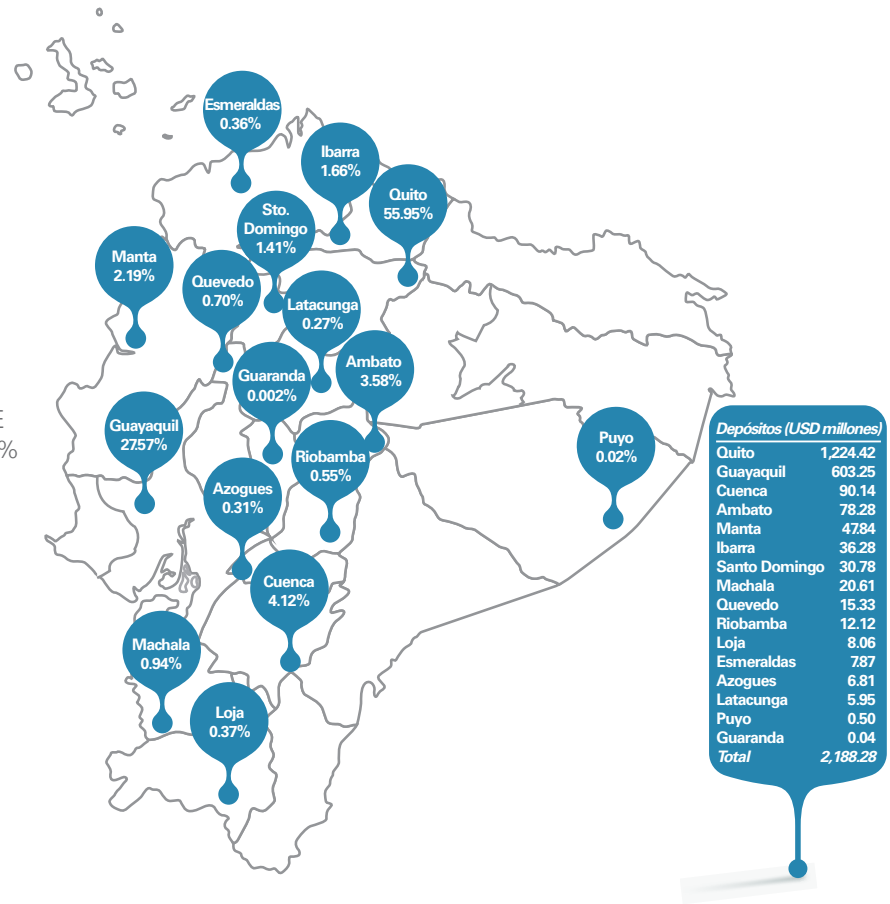 Esmeraldas
0.36%
Ibarra
1.66%
Quito
55.95%
Sto.
Domingo
1.41%
Manta
2.19%
Quevedo
0.70%
Latacunga
0.27%
Ambato
3.58%
Guaranda
0.002%
E
%
Guayaquil
27.57%
Puyo
0.02%
Riobamba
0.55%
Azogues
0.31%
Cuenca
4.12%
Machala
0.94%
Loja
0.37%
Depósitos (USD millones)
Quito 1,224.42
Guayaquil 603.25
Cuenca 90.14
Ambato 78.28
Manta 47.84
Ibarra 36.28
Santo Domingo 30.78
Machala 20.61
Quevedo 15.33
Riobamba 12.12
Loja 8.06
Esmeraldas 7.87
Azogues 6.81
Latacunga 5.95
Puyo 0.50
Guaranda 0.04
Total 2,188.28